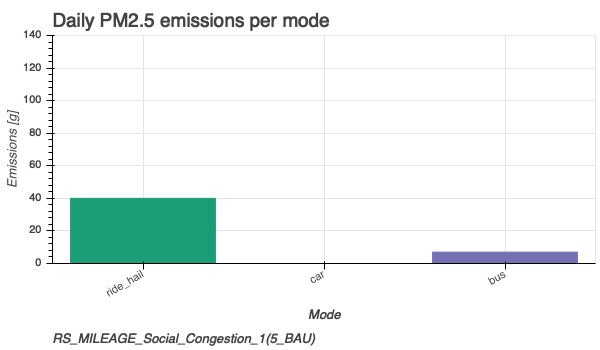 Daily PM2.5 emissions per mode
140
120
100
80
60
40
20
0
Emissions [g]
ride_hail
car
bus
Mode
RS_MILEAGE_Social_Congestion_1(5_BAU)